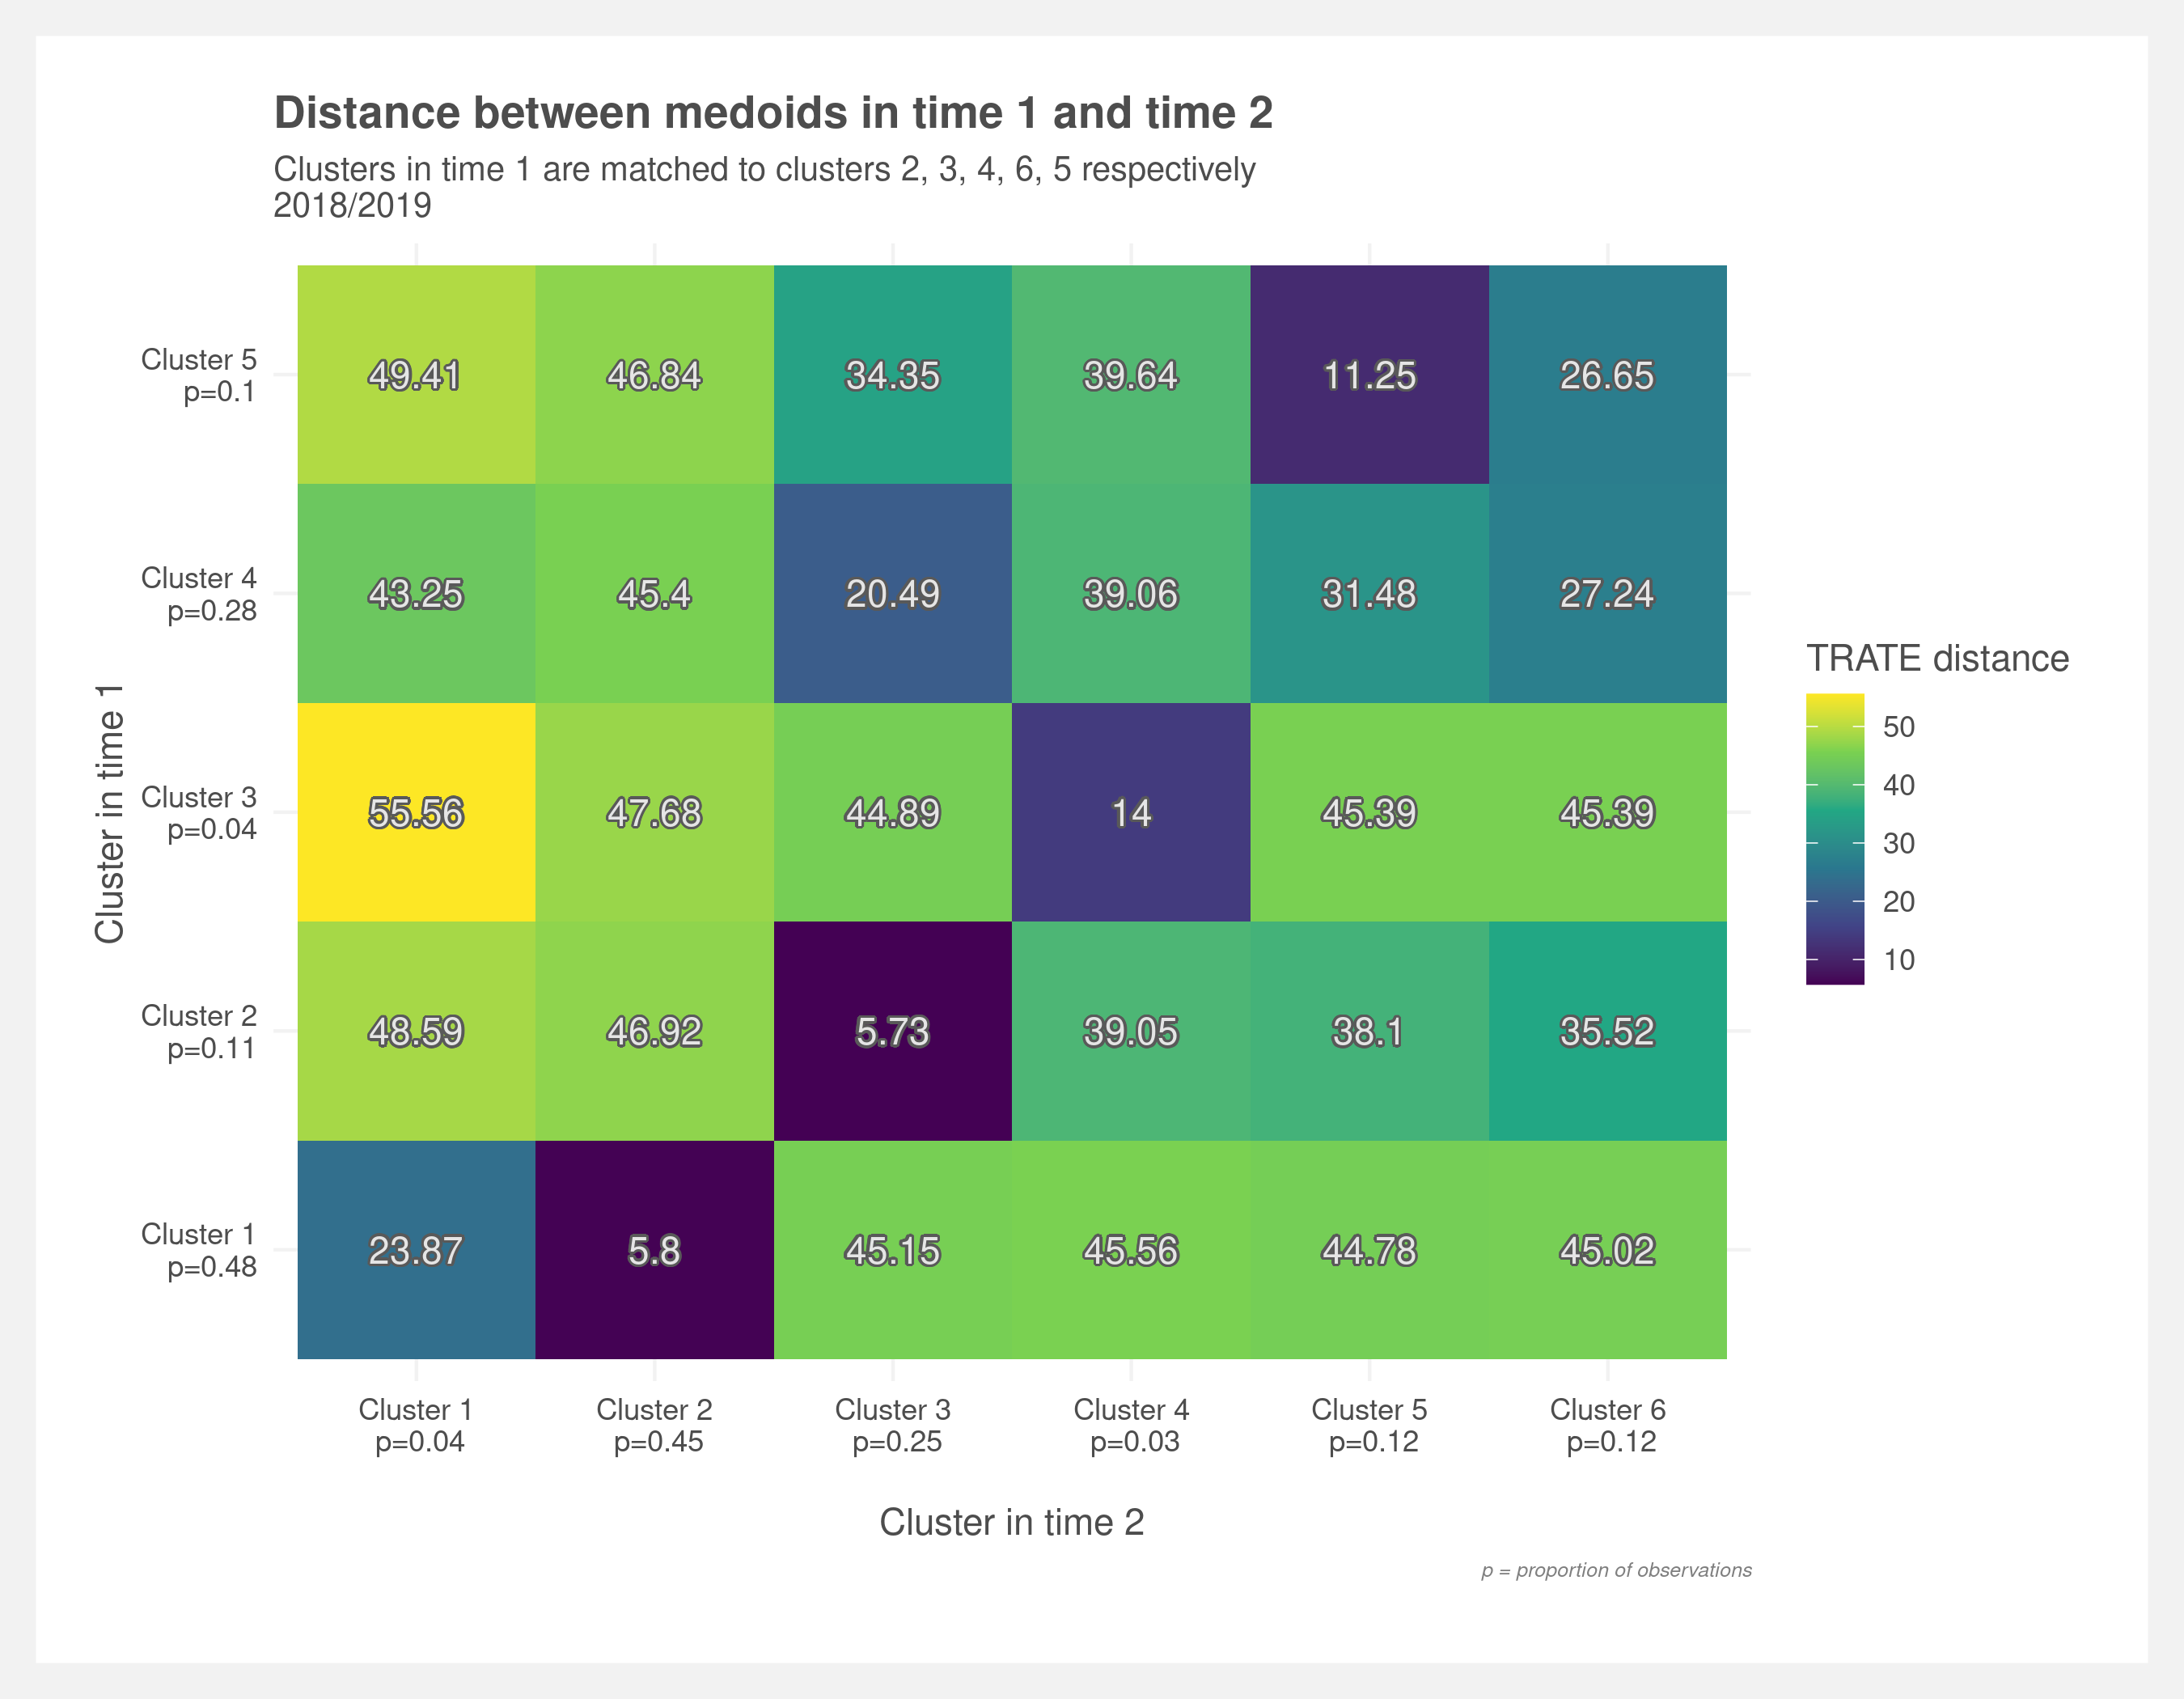 Distance between medoids in time 1 and time 2
Clusters in time 1 are matched to clusters 2, 3, 4, 6, 5 respectively
2018/2019
Cluster in time 1
Cluster 5
p=0.1
49.41 46.84 34.35 39.64 11.25 26.65
Cluster 4
p=0.28
43.25 45.4 20.49 39.06 31.48 27.24
Cluster 3
p=0.04
55.56 47.68 44.89 14 45.39 45.39
Cluster 2
p=0.11
48.59 46.92 5.73 39.05 38.1 35.52
Cluster 1
p=0.48
23.87 5.8 45.15 45.56 44.78 45.02
Cluster 1 Cluster 2 Cluster 3 Cluster 4 Cluster 5 Cluster 6
p=0.04 p=0.45 p=0.25 p=0.03 p=0.12 p=0.12
Cluster in time 2
TRATE distance
50
40
30
20
10
p = proportion of observations